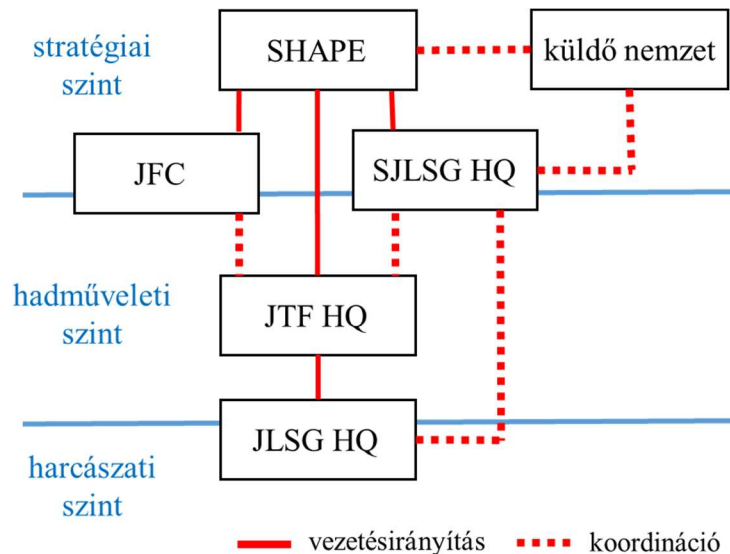 stratégiai
szint
SHAPE
küldő nemzet
JFC
SJLSG HQ
hadműveleti
szint
JTF HQ
JLSG HQ
harcászati
szint
vezetésirányítás
koordináció